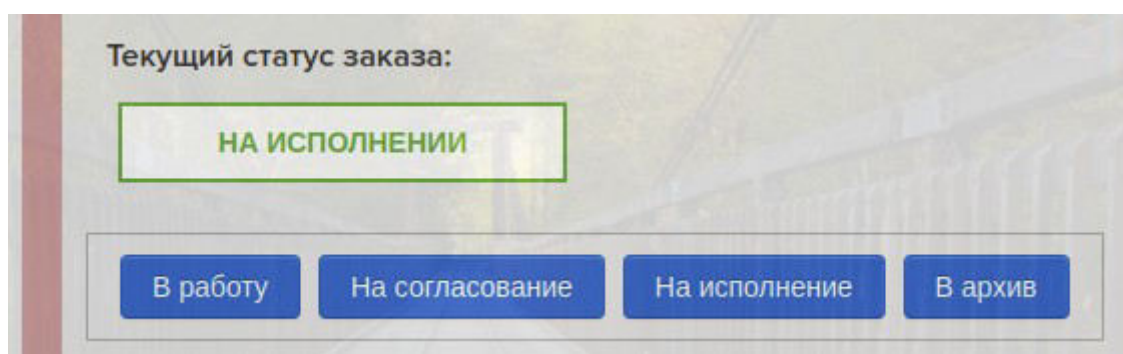 Текущий статус заказа:
НА ИСПОЛНЕНИИ
В работу На согласование На исполнение В архив